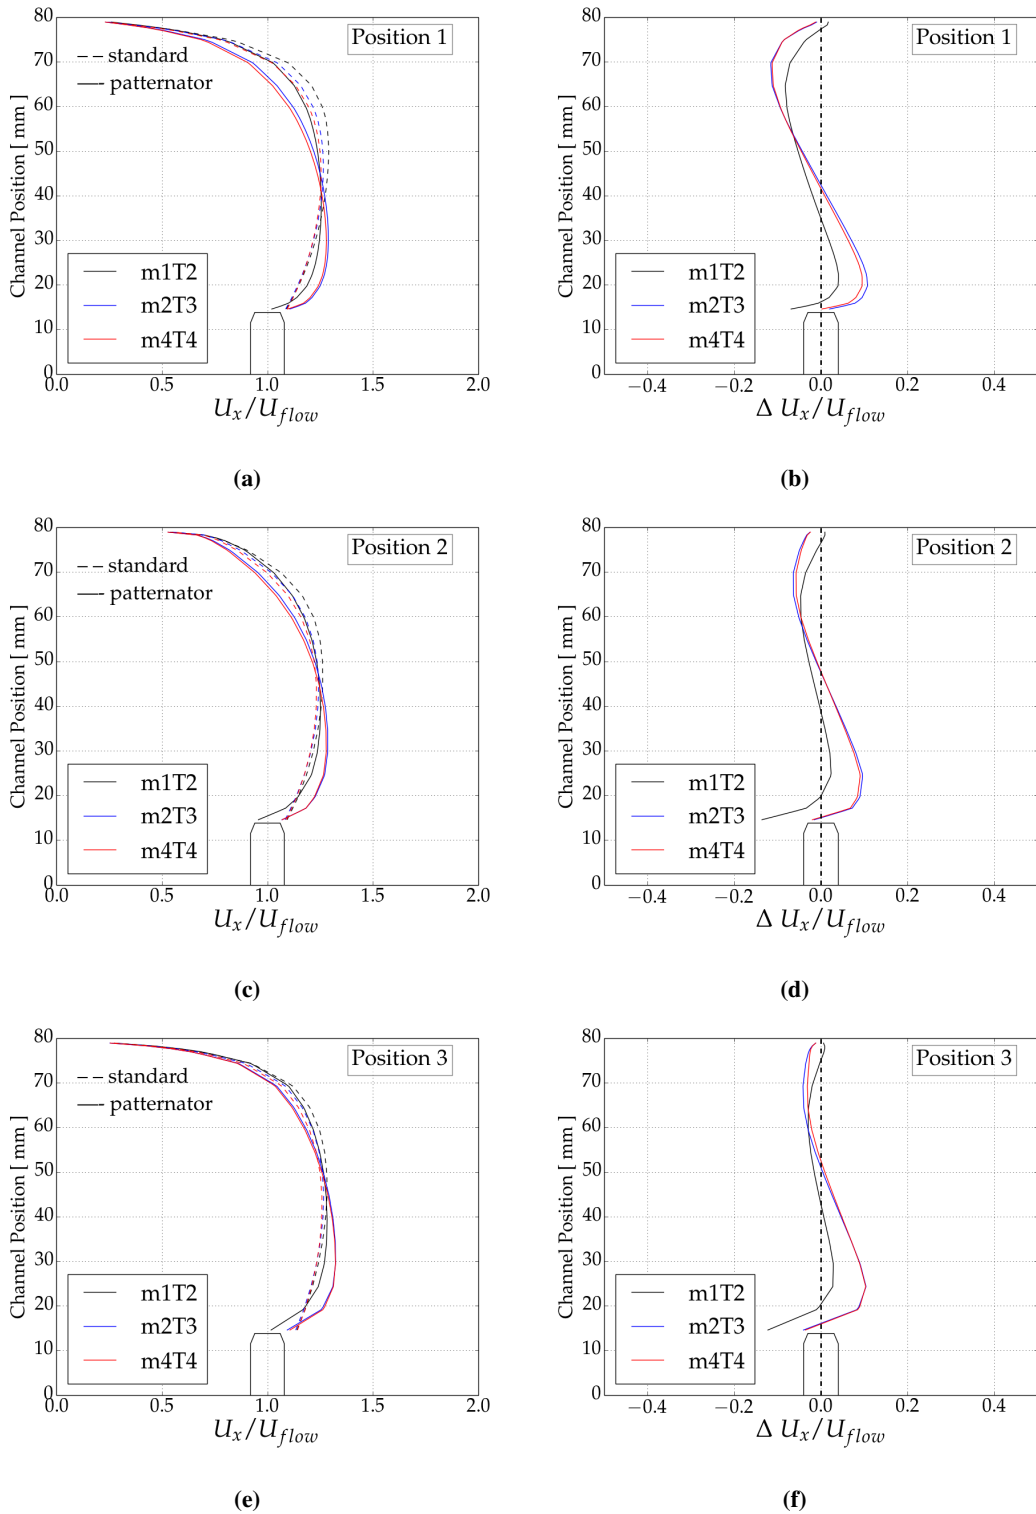 80
70
60
50
40
30
20
10
0
Channel Position [ mm ]
Position 1
standard
patternator
m1T2
m2T3
m4T4
0.0 0.5 1.0 1.5 2.0
U_x/U_flow
(a)
80
70
60
50
40
30
20
10
0
Channel Position [ mm ]
Position 1
m1T2
m2T3
m4T4
−0.4 −0.2 0.0 0.2 0.4
Δ U_x/U_flow
(b)
80
70
60
50
40
30
20
10
0
Channel Position [ mm ]
Position 2
standard
patternator
m1T2
m2T3
m4T4
0.0 0.5 1.0 1.5 2.0
U_x/U_flow
(c)
80
70
60
50
40
30
20
10
0
Channel Position [ mm ]
Position 2
m1T2
m2T3
m4T4
−0.4 −0.2 0.0 0.2 0.4
Δ U_x/U_flow
(d)
80
70
60
50
40
30
20
10
0
Channel Position [ mm ]
Position 3
standard
patternator
m1T2
m2T3
m4T4
0.0 0.5 1.0 1.5 2.0
U_x/U_flow
(e)
80
70
60
50
40
30
20
10
0
Channel Position [ mm ]
Position 3
m1T2
m2T3
m4T4
−0.4 −0.2 0.0 0.2 0.4
Δ U_x/U_flow
(f)